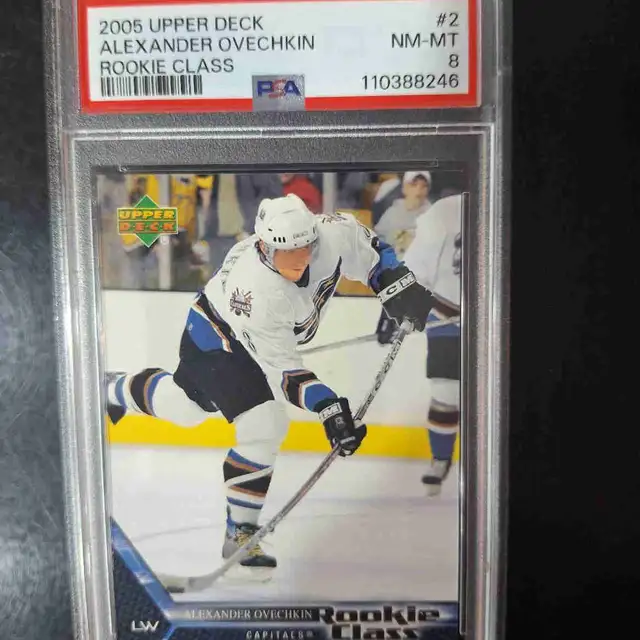 2005 UPPER DECK #2
ALEXANDER OVECHKIN NM-MT
ROOKIE CLASS 8
PSA 110388246
UPPER
DECK
LW ALEXANDER OVECHKIN Rookie
CAPITALS Class